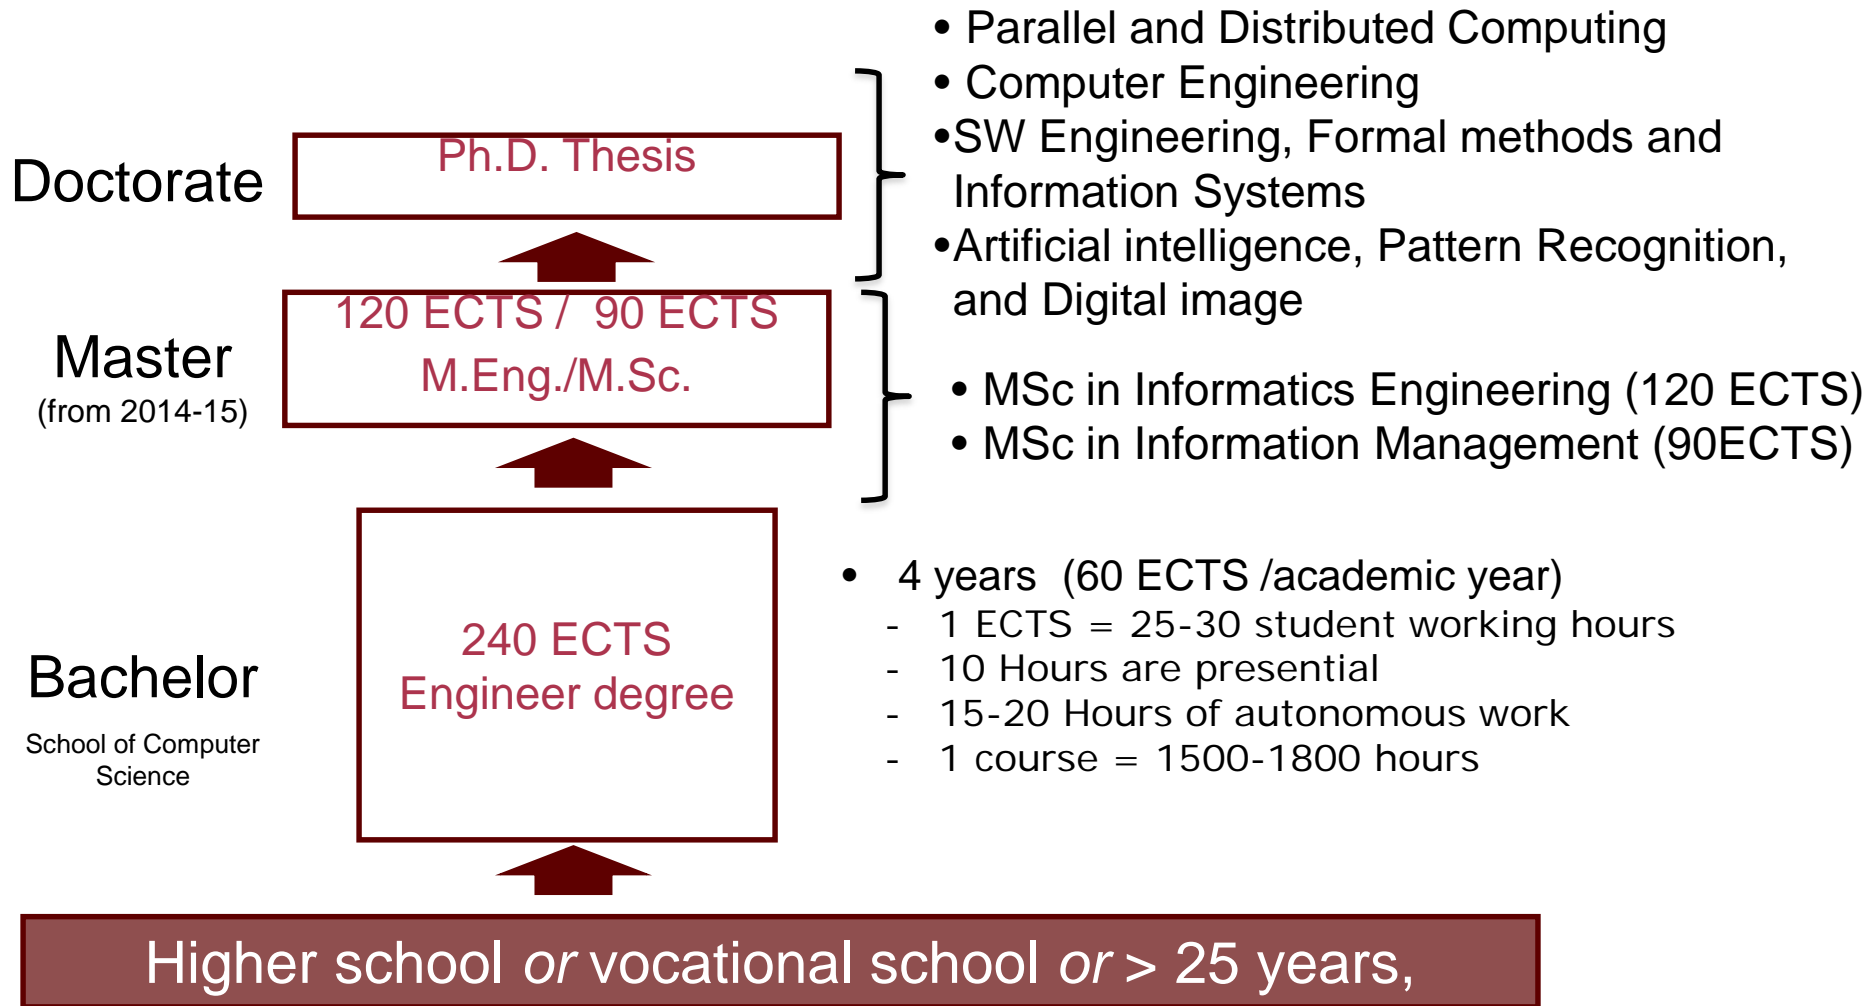 • Parallel and Distributed Computing
• Computer Engineering
•SW Engineering, Formal methods and
Information Systems
•Artificial intelligence, Pattern Recognition,
and Digital image
Doctorate
Ph.D. Thesis
Master
(from 2014-15)
120 ECTS / 90 ECTS
M.Eng./M.Sc.
• MSc in Informatics Engineering (120 ECTS)
• MSc in Information Management (90ECTS)
Bachelor
School of Computer
Science
240 ECTS
Engineer degree
• 4 years (60 ECTS /academic year)
- 1 ECTS = 25-30 student working hours
- 10 Hours are presential
- 15-20 Hours of autonomous work
- 1 course = 1500-1800 hours
Higher school or vocational school or > 25 years,